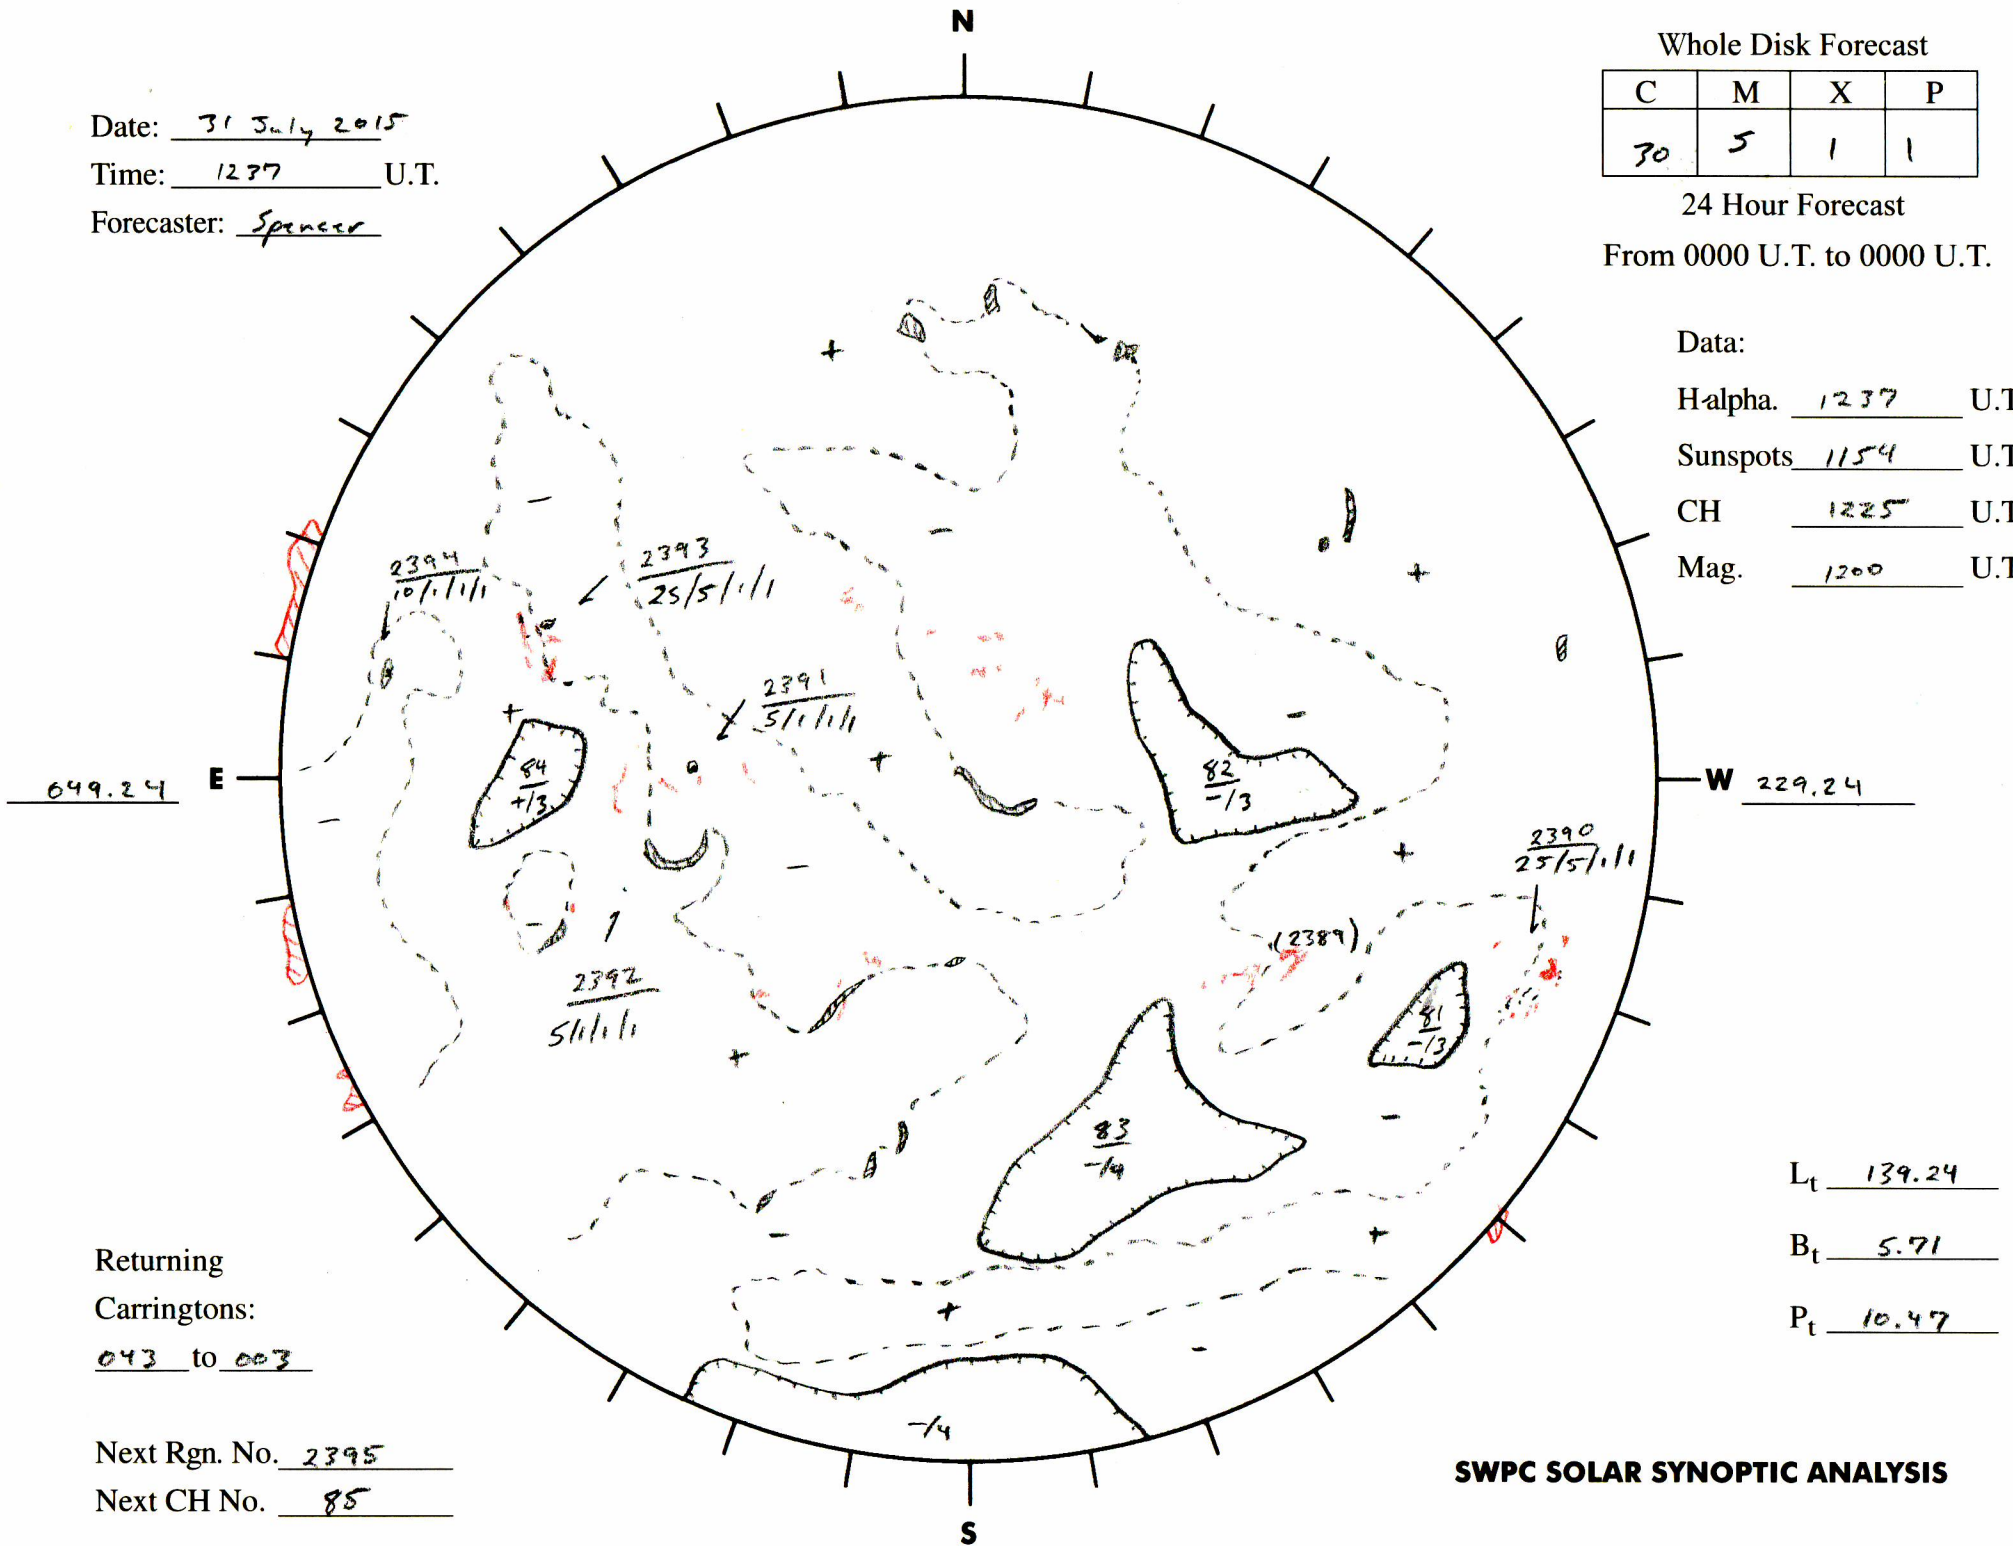 N
Whole Disk Forecast
C M X P
30 5 1 1
24 Hour Forecast
From 0000 U.T. to 0000 U.T.
Date: 31 July 2015
Time: 1237 U.T.
Forecaster: Spencer
Data:
H-alpha. 1237 U.T
Sunspots 1154 U.T
CH 1225 U.T
Mag. 1200 U.T
+
-
-
2394
10/1/1/1
2393
25/5/1/1
+
2391
5/1/1/1
+
+
-
84
+/3
82
-/3
049.24 E
W 229.24
-
-
+
2390
25/5/1/1
-
(2389)
2392
5/1/1/1
81
-/3
+
83
-/4
-
-
+
+
-
-/4
Lt 139.24
Bt 5.71
Pt 10.47
Returning
Carringtons:
043 to 003
Next Rgn. No. 2395
Next CH No. 85
SWPC SOLAR SYNOPTIC ANALYSIS
S